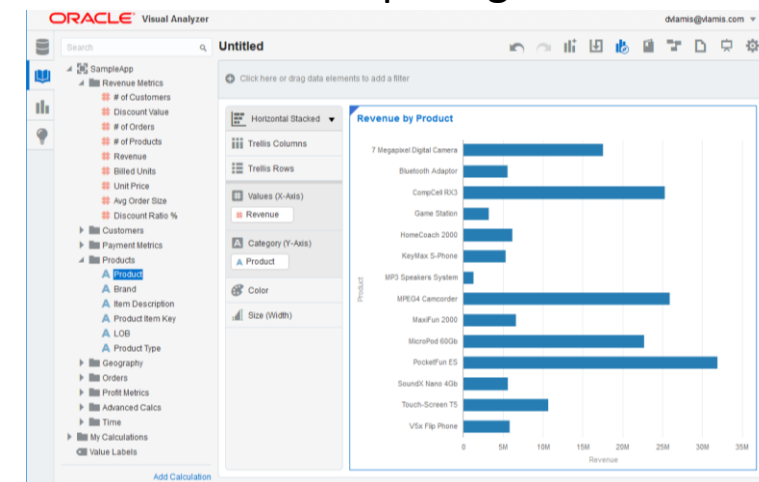 ORACLE Visual Analyzer
dvlamis@vlamis.com
Search
Untitled
Click here or drag data elements to add a filter
SampleApp
Revenue Metrics
# of Customers
Discount Value
# of Orders
# of Products
Revenue
Billed Units
Unit Price
Avg Order Size
Discount Ratio %
Customers
Payment Metrics
Products
Product
Brand
Item Description
Product Item Key
LOB
Product Type
Geography
Orders
Profit Metrics
Advanced Calcs
Time
My Calculations
Value Labels
Add Calculation
Horizontal Stacked
Trellis Columns
Trellis Rows
Values (X-Axis)
Revenue
Category (Y-Axis)
Product
Color
Size (Width)
Revenue by Product
7 Megapixel Digital Camera
Bluetooth Adaptor
CompCell RX3
Game Station
HomeCoach 2000
KeyMax S-Phone
MP3 Speakers System
MPEG4 Camcorder
MaxiFun 2000
MicroPod 60Gb
PocketFun ES
SoundX Nano 4Gb
Touch-Screen T5
V5x Flip Phone
Product
0 5M 10M 15M 20M 25M 30M 35M
Revenue